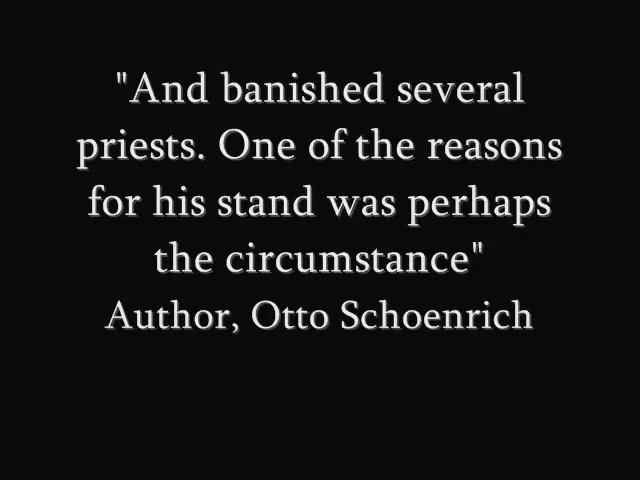 "And banished several
priests. One of the reasons
for his stand was perhaps
the circumstance"
Author, Otto Schoenrich